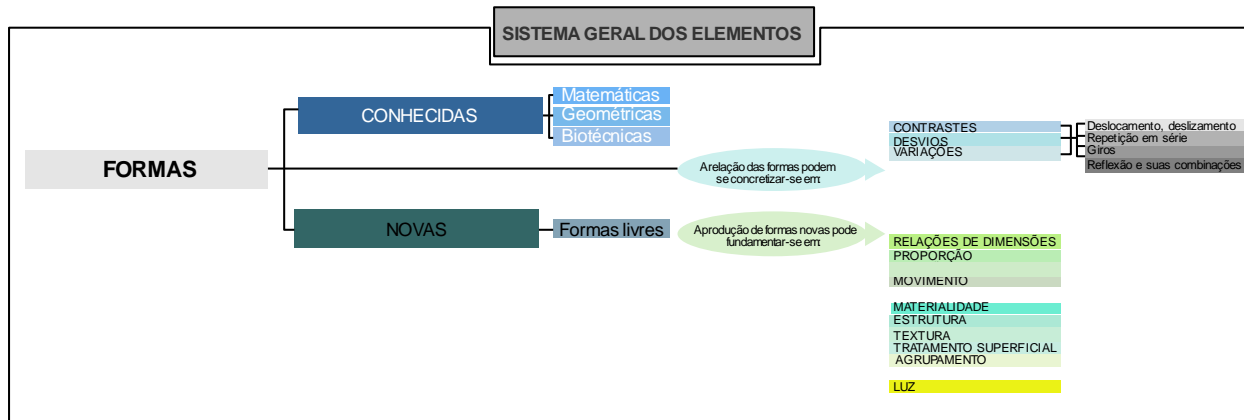 SISTEMA GERAL DOS ELEMENTOS
FORMAS
CONHECIDAS
Matemáticas
Geométricas
Biotécnicas
Arelação das formas podem
se concretizar-se em:
CONTRASTES
DESVIOS
VARIAÇÕES
Deslocamento, deslizamento
Repetição em série
Giros
Reflexão e suas combinações
NOVAS
Formas livres
Aprodução de formas novas pode
fundamentar-se em:
RELAÇÕES DE DIMENSÕES
PROPORÇÃO
MOVIMENTO
MATERIALIDADE
ESTRUTURA
TEXTURA
TRATAMENTO SUPERFICIAL
AGRUPAMENTO
LUZ